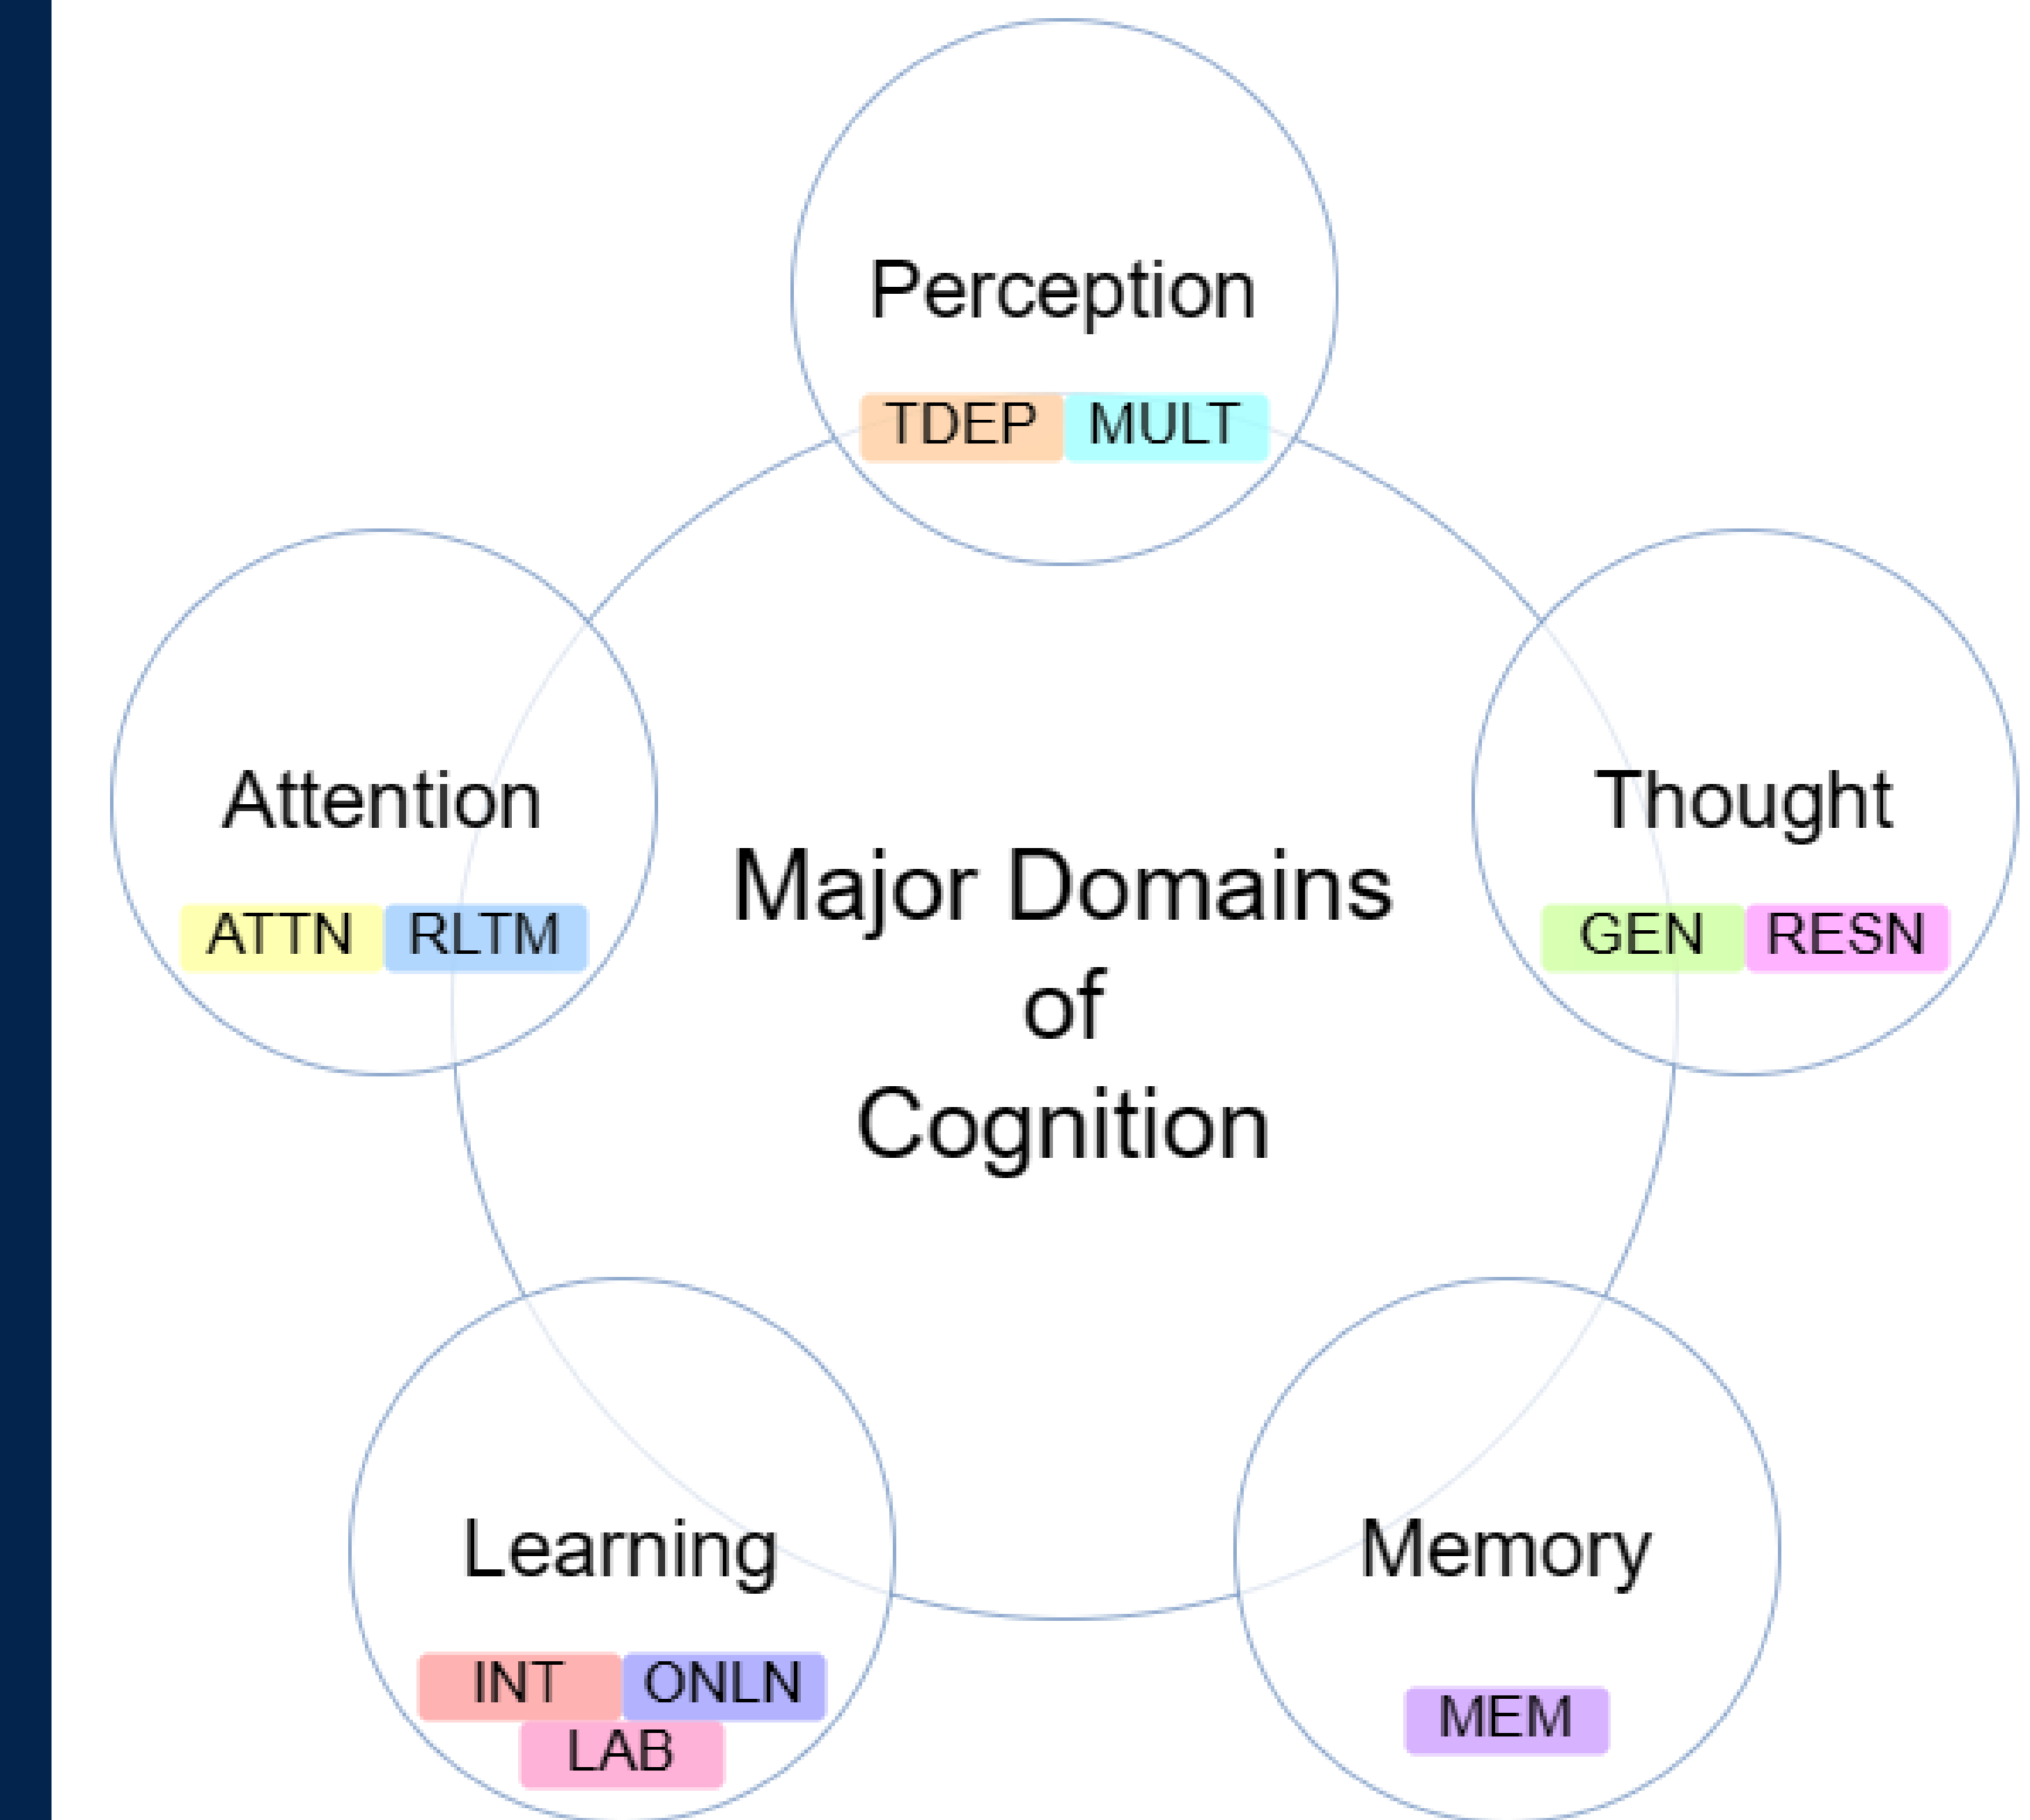 Perception
TDEP MULT
Attention
ATTN RLTM
Thought
GEN RESN
Major Domains
of
Cognition
Learning
INT ONLN
LAB
Memory
MEM